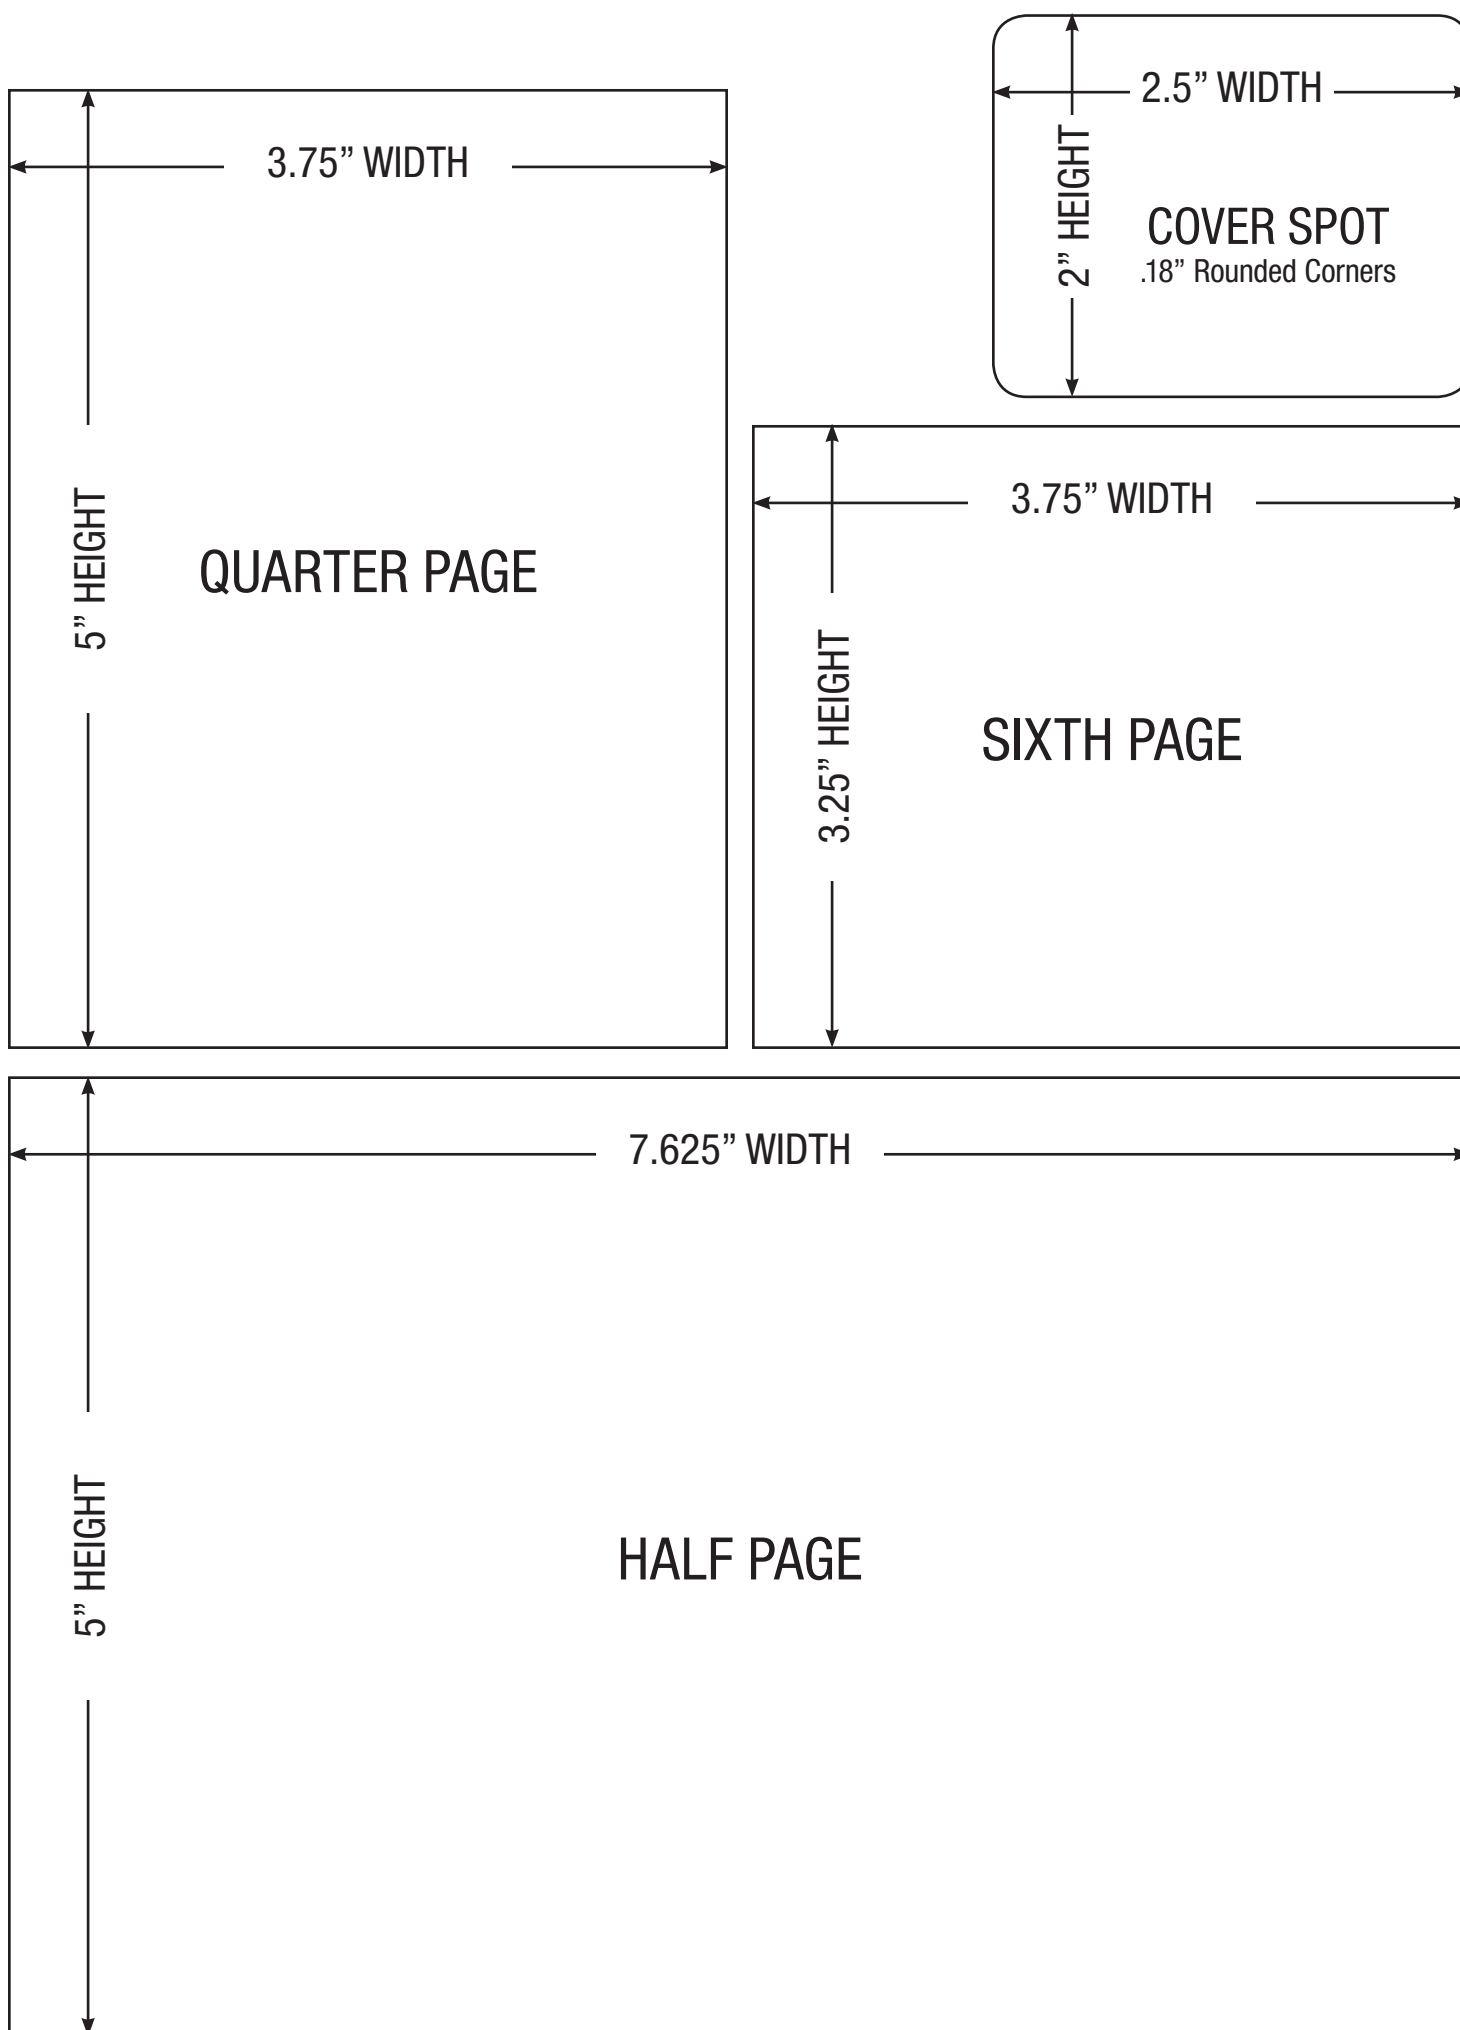 2.5” WIDTH
2” HEIGHT
COVER SPOT
.18” Rounded Corners
3.75” WIDTH
5” HEIGHT
QUARTER PAGE
3.75” WIDTH
3.25” HEIGHT
SIXTH PAGE
7.625” WIDTH
5” HEIGHT
HALF PAGE